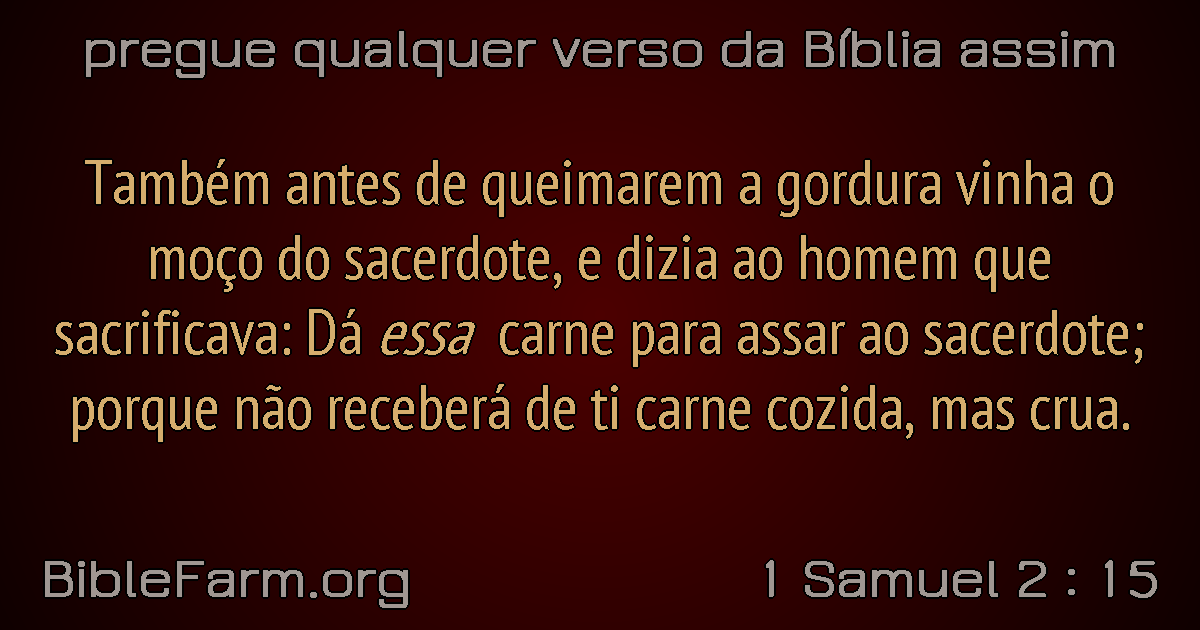 pregue qualquer verso da Bíblia assim
Também antes de queimarem a gordura vinha o
moço do sacerdote, e dizia ao homem que
sacrificava: Dá essa carne para assar ao sacerdote;
porque não receberá de ti carne cozida, mas crua.
BibleFarm.org
1 Samuel 2 : 15